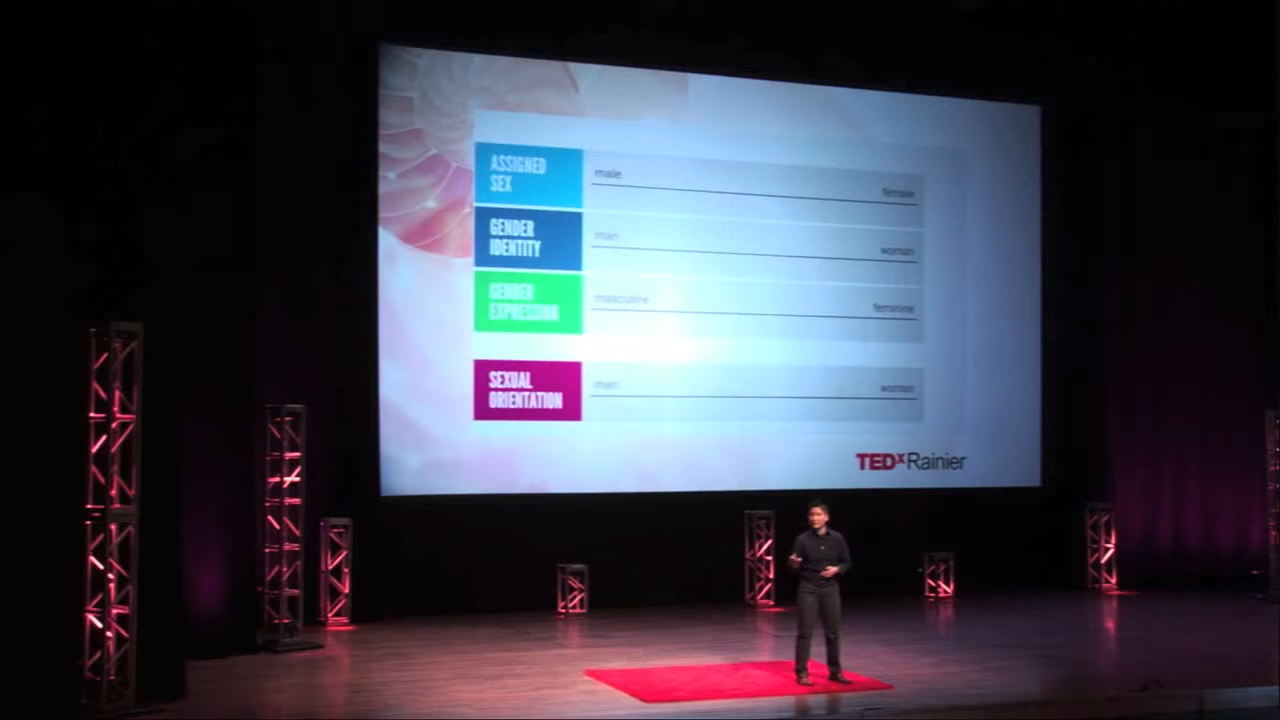 ASSIGNED
SEX
male
female
GENDER
IDENTITY
man
woman
GENDER
EXPRESSION
masculine
feminine
SEXUAL
ORIENTATION
man
woman
TEDxRainier